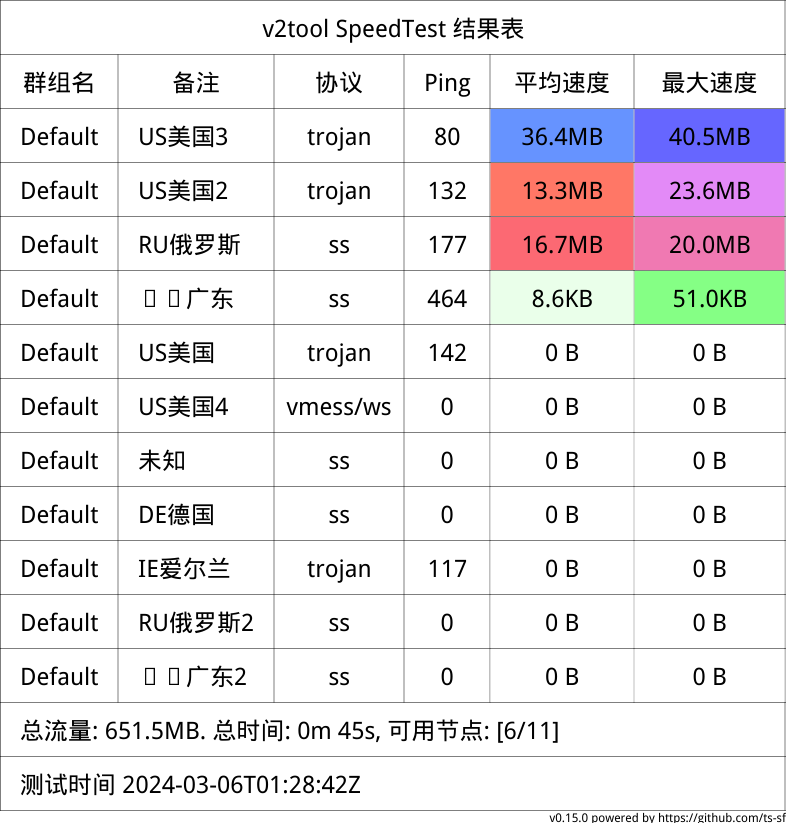 v2tool SpeedTest 结果表
群组名 备注 协议 Ping 平均速度 最大速度
Default US美国3 trojan 80 36.4MB 40.5MB
Default US美国2 trojan 132 13.3MB 23.6MB
Default RU俄罗斯 ss 177 16.7MB 20.0MB
Default 广东 ss 464 8.6KB 51.0KB
Default US美国 trojan 142 0 B 0 B
Default US美国4 vmess/ws 0 0 B 0 B
Default 未知 ss 0 0 B 0 B
Default DE德国 ss 0 0 B 0 B
Default IE爱尔兰 trojan 117 0 B 0 B
Default RU俄罗斯2 ss 0 0 B 0 B
Default 广东2 ss 0 0 B 0 B
总流量: 651.5MB. 总时间: 0m 45s, 可用节点: [6/11]
测试时间 2024-03-06T01:28:42Z
v0.15.0 powered by https://github.com/ts-sf